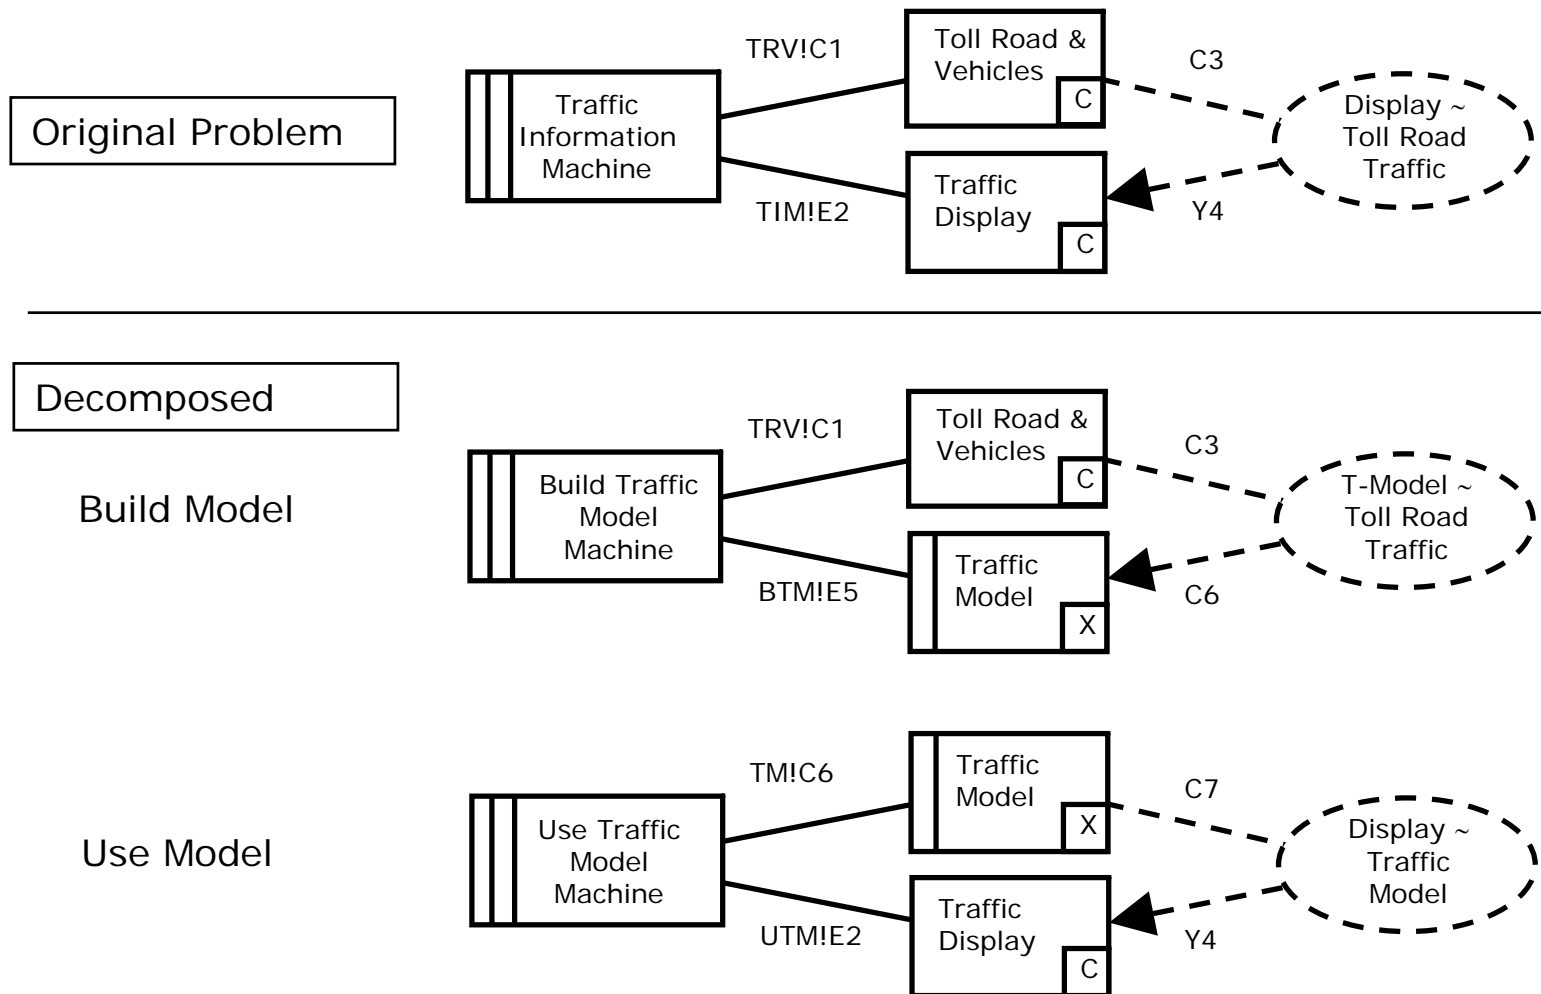 Original Problem
TRV!C1
Traffic
Information
Machine
TIM!E2
Toll Road &
Vehicles
C
Traffic
Display
C
C3
Y4
Display ~
Toll Road
Traffic
Decomposed
Build Model
Build Traffic
Model
Machine
TRV!C1
BTM!E5
Toll Road &
Vehicles
C
Traffic
Model
X
C3
C6
T-Model ~
Toll Road
Traffic
Use Model
Use Traffic
Model
Machine
TM!C6
UTM!E2
Traffic
Model
X
Traffic
Display
C
C7
Y4
Display ~
Traffic
Model